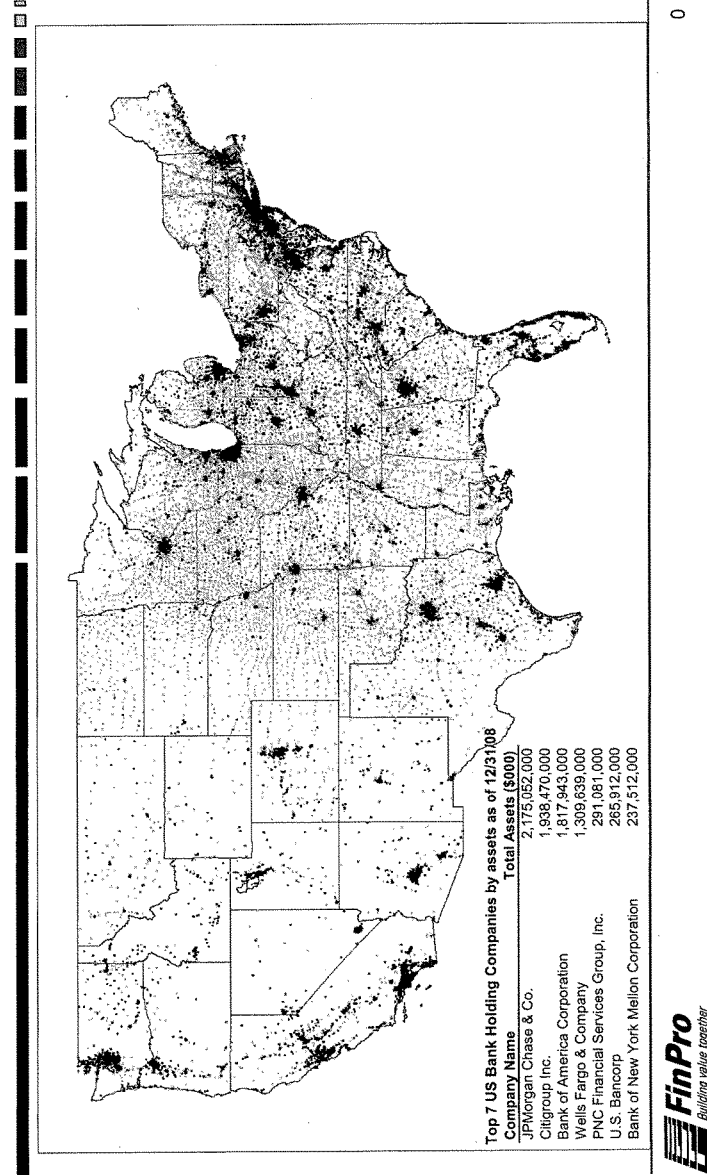 Top 7 US Bank Holding Companies by assets as of 12/31/08
Company Name Total Assets ($000)
JPMorgan Chase & Co. 2,175,052,000
Citigroup Inc. 1,938,470,000
Bank of America Corporation 1,817,943,000
Wells Fargo & Company 1,309,639,000
PNC Financial Services Group, Inc. 291,081,000
U.S. Bancorp 265,912,000
Bank of New York Mellon Corporation 237,512,000
FinPro
Building value together
0